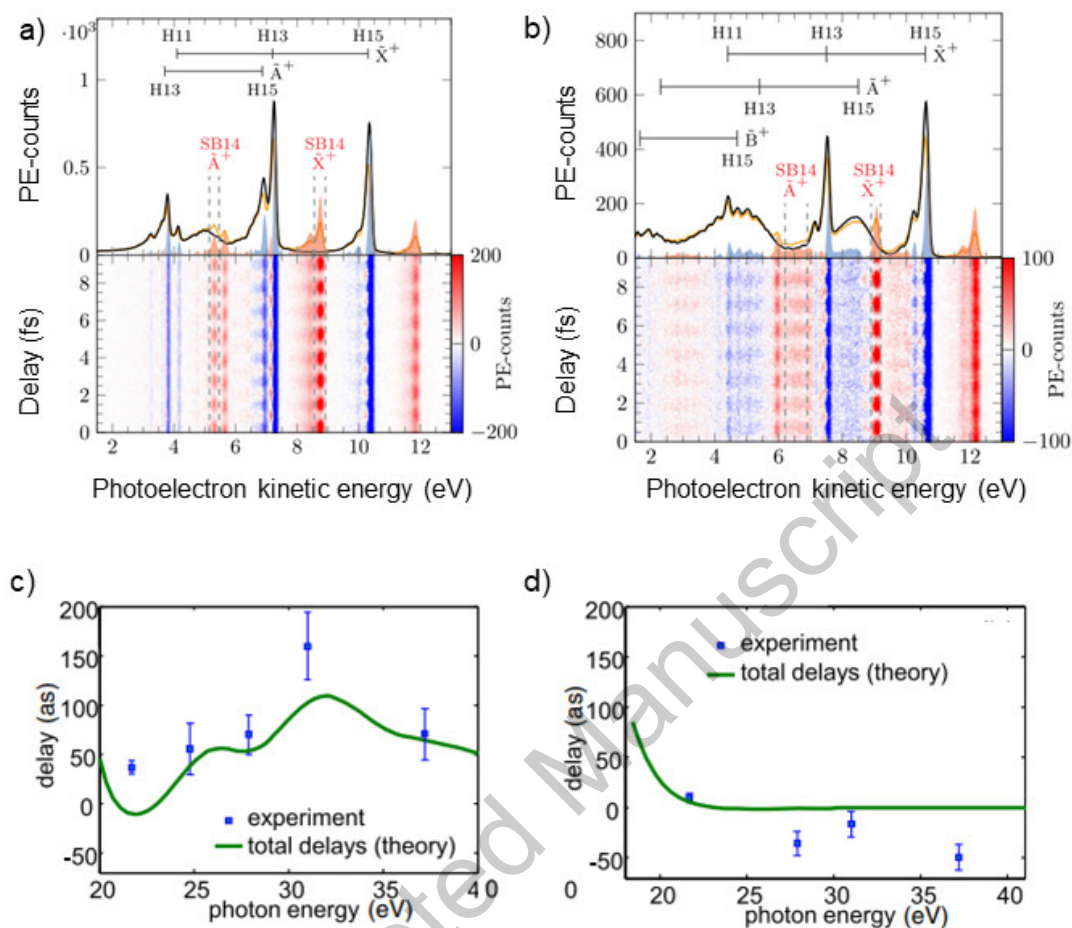 a)
·10³
H11 H13 H15
X̃⁺
Ã⁺
H13 H15
SB14
Ã⁺
SB14
X̃⁺
PE-counts
1
0.5
0
200
8
6
4
2
0
Delay (fs)
0
−200
PE-counts
2 4 6 8 10 12
Photoelectron kinetic energy (eV)
b)
800
600
400
200
0
PE-counts
H11 H13 H15
X̃⁺
Ã⁺
H13 H15
B̃⁺
H15
SB14
Ã⁺
SB14
X̃⁺
100
8
6
4
2
0
Delay (fs)
0
−100
PE-counts
2 4 6 8 10 12
Photoelectron kinetic energy (eV)
c)
200
150
100
50
0
-50
delay (as)
experiment
total delays (theory)
20 25 30 35 40
photon energy (eV)
d)
200
150
100
50
0
-50
delay (as)
experiment
total delays (theory)
0 20 25 30 35 40
photon energy (eV)
ted Manuscript